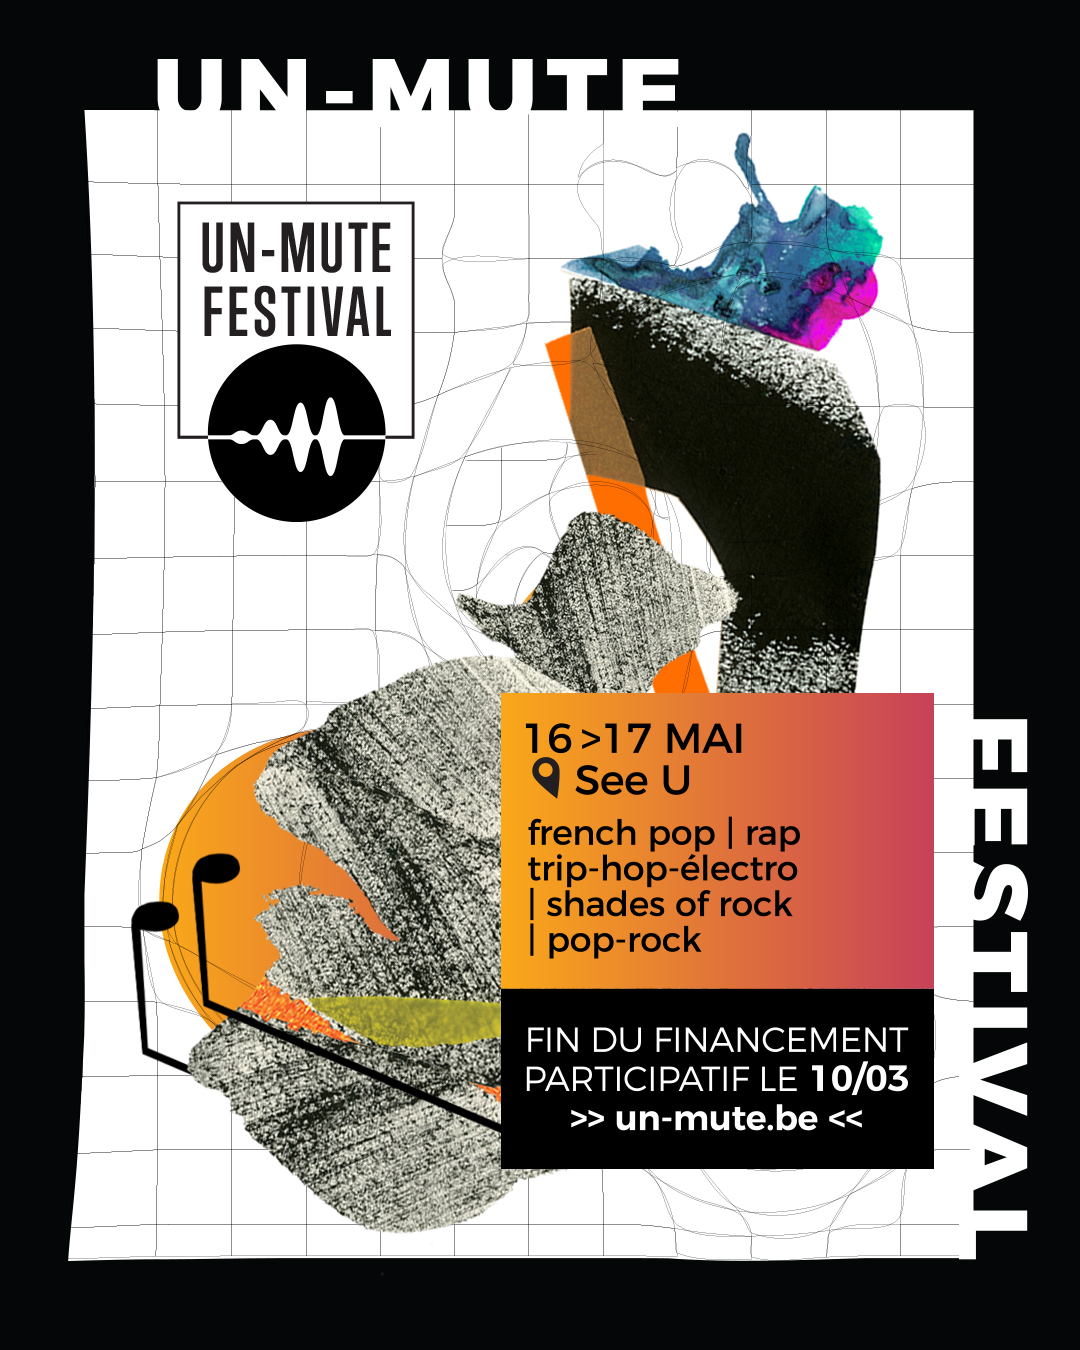 UN-MUTE
UN-MUTE
FESTIVAL
16>17 MAI
See U
french pop | rap
trip-hop-électro
| shades of rock
| pop-rock
FIN DU FINANCEMENT
PARTICIPATIF LE 10/03
>> un-mute.be <<
FESTIVAL